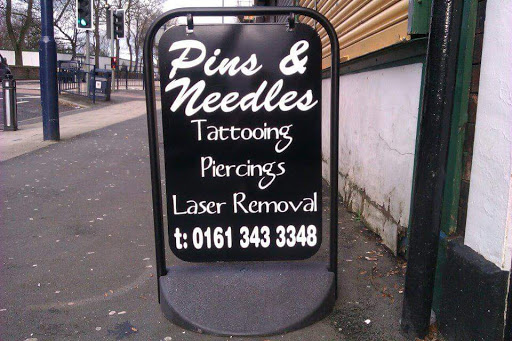 Pins &
Needles
Tattooing
Piercings
Laser Removal
t: 0161 343 3348